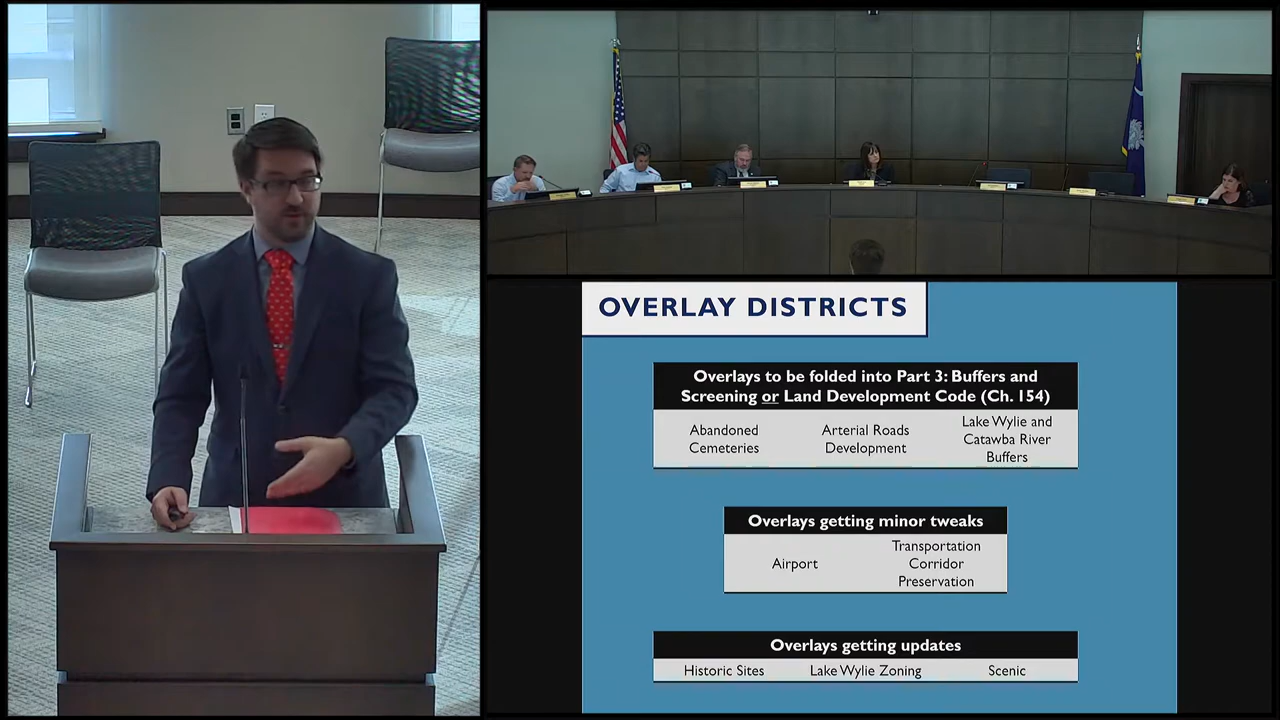 OVERLAY DISTRICTS
Overlays to be folded into Part 3: Buffers and
Screening or Land Development Code (Ch. 154)
Abandoned
Cemeteries
Arterial Roads
Development
Lake Wylie and
Catawba River
Buffers
Overlays getting minor tweaks
Airport
Transportation
Corridor
Preservation
Overlays getting updates
Historic Sites
Lake Wylie Zoning
Scenic